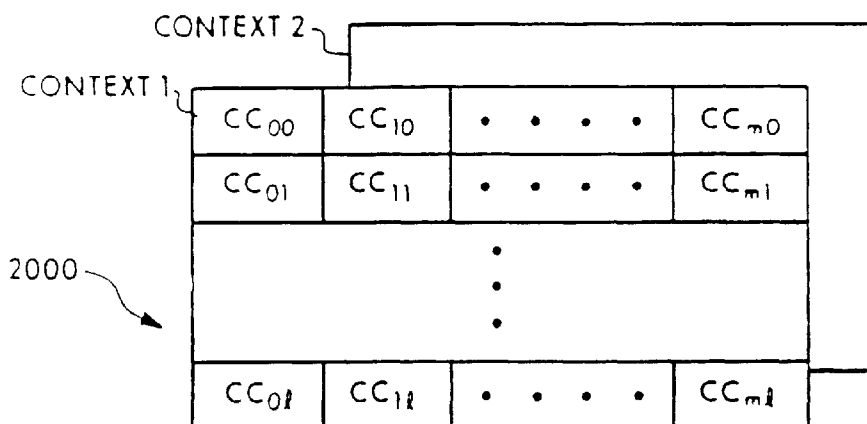 CONTEXT 2
CONTEXT 1
CC₀₀ CC₁₀ • • • • CCₘ₀
CC₀₁ CC₁₁ • • • • CCₘ₁
•
•
•
2000
CC₀ℓ CC₁ℓ • • • • CCₘℓ